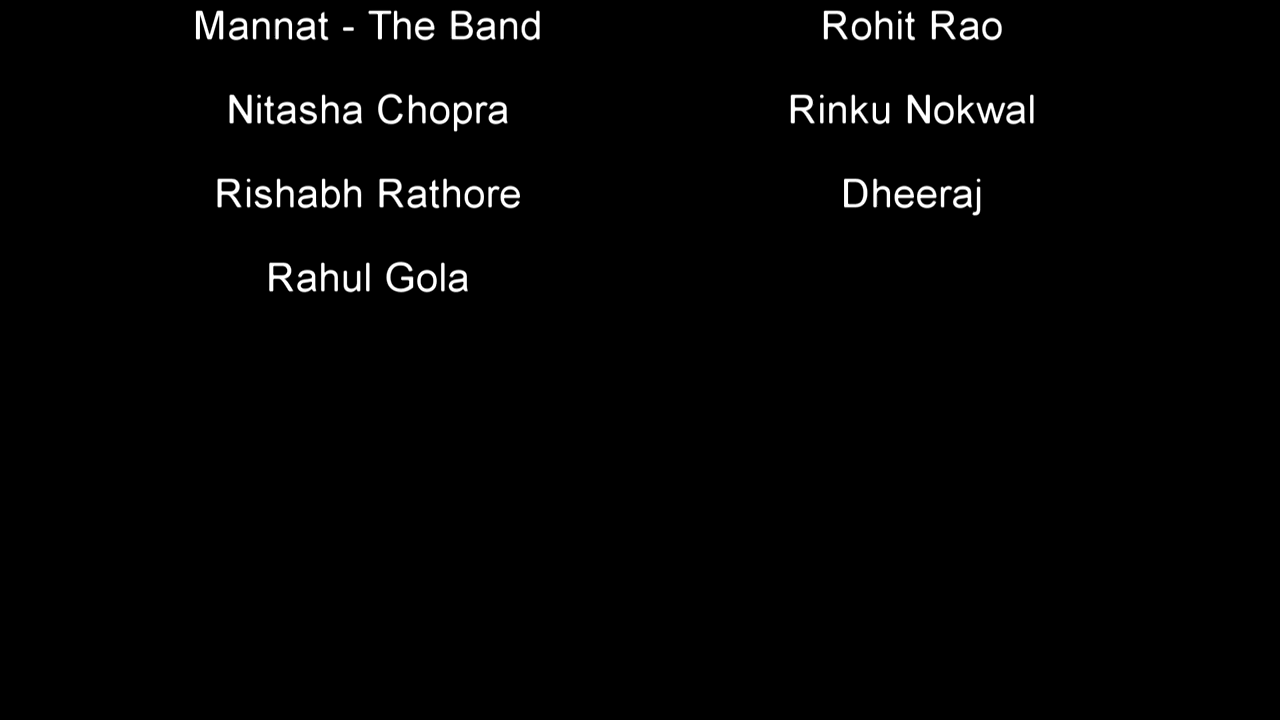 Mannat - The Band
Rohit Rao
Nitasha Chopra
Rinku Nokwal
Rishabh Rathore
Dheeraj
Rahul Gola